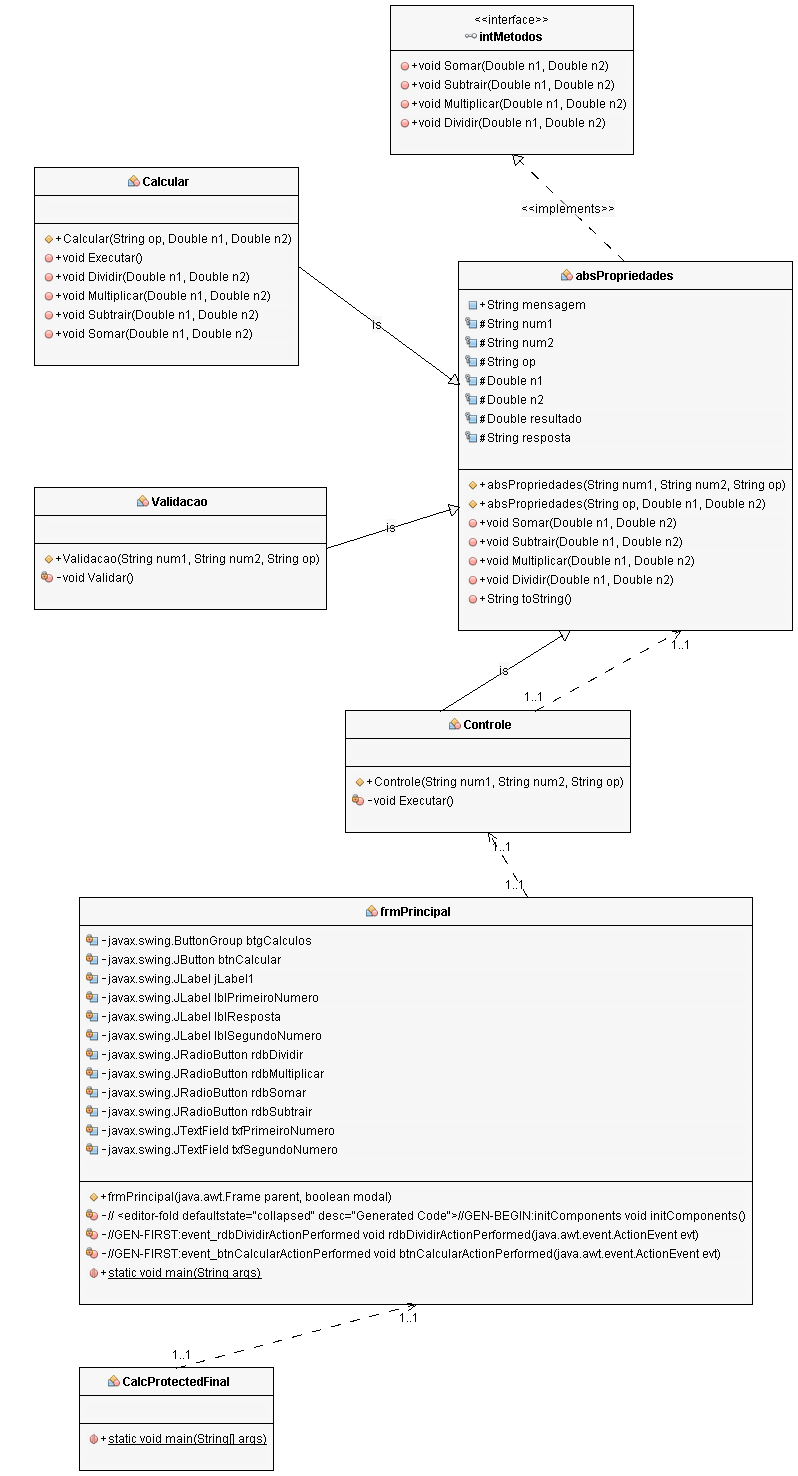 <<interface>>
intMetodos
+void Somar(Double n1, Double n2)
+void Subtrair(Double n1, Double n2)
+void Multiplicar(Double n1, Double n2)
+void Dividir(Double n1, Double n2)
<<implements>>
Calcular
+Calcular(String op, Double n1, Double n2)
+void Executar()
+void Dividir(Double n1, Double n2)
+void Multiplicar(Double n1, Double n2)
+void Subtrair(Double n1, Double n2)
+void Somar(Double n1, Double n2)
is
absPropriedades
+String mensagem
#String num1
#String num2
#String op
#Double n1
#Double n2
#Double resultado
#String resposta
+absPropriedades(String num1, String num2, String op)
+absPropriedades(String op, Double n1, Double n2)
+void Somar(Double n1, Double n2)
+void Subtrair(Double n1, Double n2)
+void Multiplicar(Double n1, Double n2)
+void Dividir(Double n1, Double n2)
+String toString()
Validacao
+Validacao(String num1, String num2, String op)
-void Validar()
is
1..1
is
1..1
Controle
+Controle(String num1, String num2, String op)
-void Executar()
1..1
1..1
frmPrincipal
-javax.swing.ButtonGroup btgCalculos
-javax.swing.JButton btnCalcular
-javax.swing.JLabel jLabel1
-javax.swing.JLabel lblPrimeiroNumero
-javax.swing.JLabel lblResposta
-javax.swing.JLabel lblSegundoNumero
-javax.swing.JRadioButton rdbDividir
-javax.swing.JRadioButton rdbMultiplicar
-javax.swing.JRadioButton rdbSomar
-javax.swing.JRadioButton rdbSubtrair
-javax.swing.JTextField txfPrimeiroNumero
-javax.swing.JTextField txfSegundoNumero
+frmPrincipal(java.awt.Frame parent, boolean modal)
-// <editor-fold defaultstate="collapsed" desc="Generated Code">//GEN-BEGIN:initComponents void initComponents()
-//GEN-FIRST:event_rdbDividirActionPerformed void rdbDividirActionPerformed(java.awt.event.ActionEvent evt)
-//GEN-FIRST:event_btnCalcularActionPerformed void btnCalcularActionPerformed(java.awt.event.ActionEvent evt)
+static void main(String args)
1..1
1..1
CalcProtectedFinal
+static void main(String[] args)